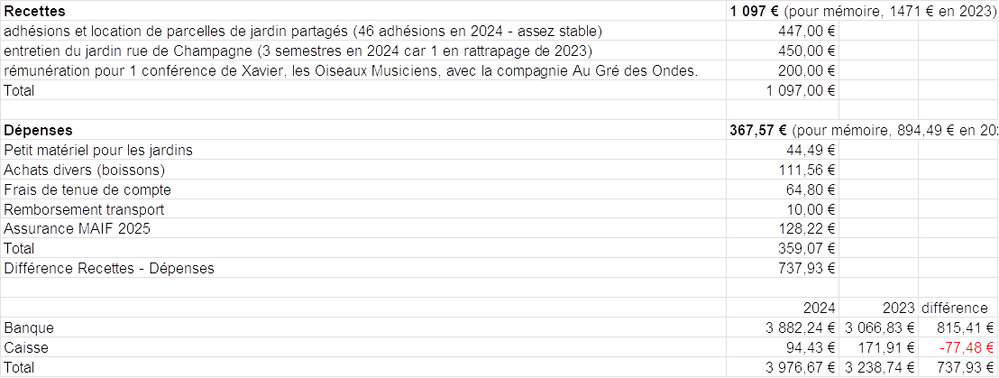 Recettes 1 097 € (pour mémoire, 1471 € en 2023)
adhésions et location de parcelles de jardin partagés (46 adhésions en 2024 - assez stable) 447,00 €
entretien du jardin rue de Champagne (3 semestres en 2024 car 1 en rattrapage de 2023) 450,00 €
rémunération pour 1 conférence de Xavier, les Oiseaux Musiciens, avec la compagnie Au Gré des Ondes. 200,00 €
Total 1 097,00 €
Dépenses 367,57 € (pour mémoire, 894,49 € en 202
Petit matériel pour les jardins 44,49 €
Achats divers (boissons) 111,56 €
Frais de tenue de compte 64,80 €
Remborsement transport 10,00 €
Assurance MAIF 2025 128,22 €
Total 359,07 €
Différence Recettes - Dépenses 737,93 €
2024 2023 différence
Banque 3 882,24 € 3 066,83 € 815,41 €
Caisse 94,43 € 171,91 € -77,48 €
Total 3 976,67 € 3 238,74 € 737,93 €